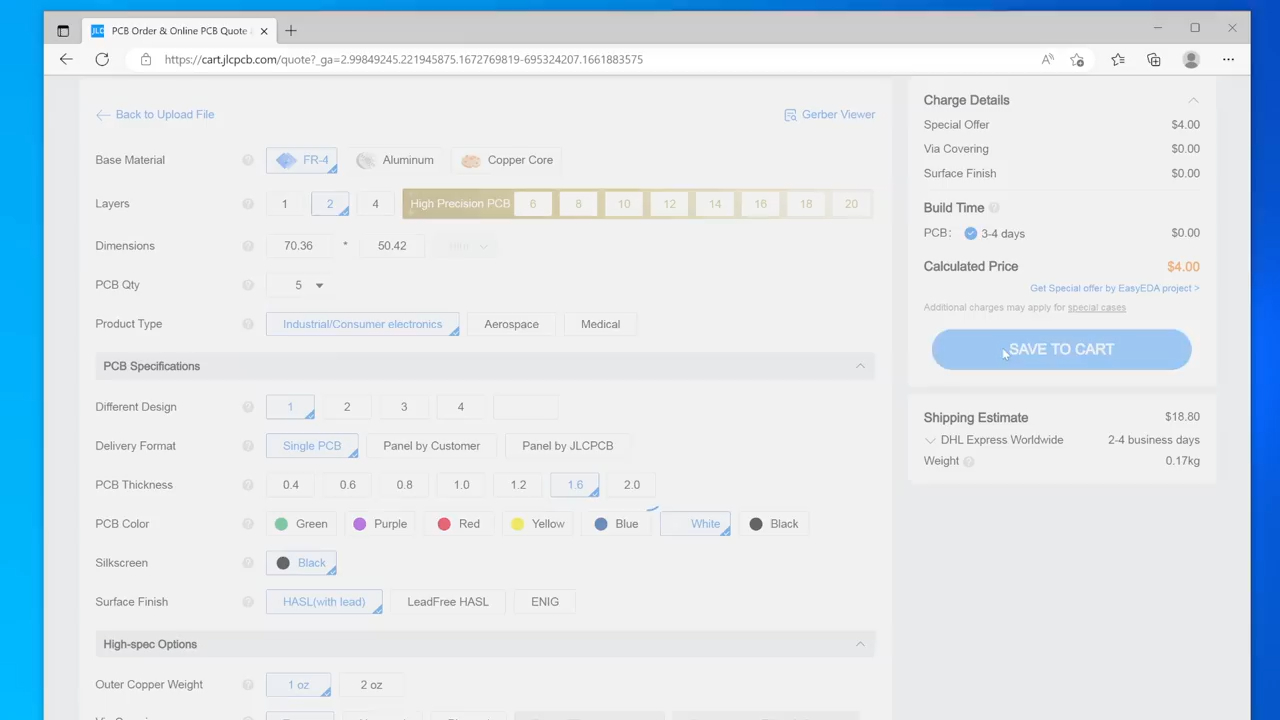 JLC PCB Order & Online PCB Quote
https://cart.jlcpcb.com/quote?_ga=2.99849245.221945875.1672769819-695324207.1661883575
Back to Upload File
Gerber Viewer
Base Material ? FR-4 Aluminum Copper Core
Layers ? 1 2 4 High Precision PCB 6 8 10 12 14 16 18 20
Dimensions ? 70.36 * 50.42 mm
PCB Qty ? 5
Product Type ? Industrial/Consumer electronics Aerospace Medical
PCB Specifications
Different Design ? 1 2 3 4
Delivery Format ? Single PCB Panel by Customer Panel by JLCPCB
PCB Thickness ? 0.4 0.6 0.8 1.0 1.2 1.6 2.0
PCB Color ? Green Purple Red Yellow Blue White Black
Silkscreen ? Black
Surface Finish ? HASL(with lead) LeadFree HASL ENIG
High-spec Options
Outer Copper Weight ? 1 oz 2 oz
Charge Details
Special Offer $4.00
Via Covering $0.00
Surface Finish $0.00
Build Time ?
PCB: 3-4 days $0.00
Calculated Price $4.00
Get Special offer by EasyEDA project >
Additional charges may apply for special cases
SAVE TO CART
Shipping Estimate $18.80
DHL Express Worldwide 2-4 business days
Weight ? 0.17kg